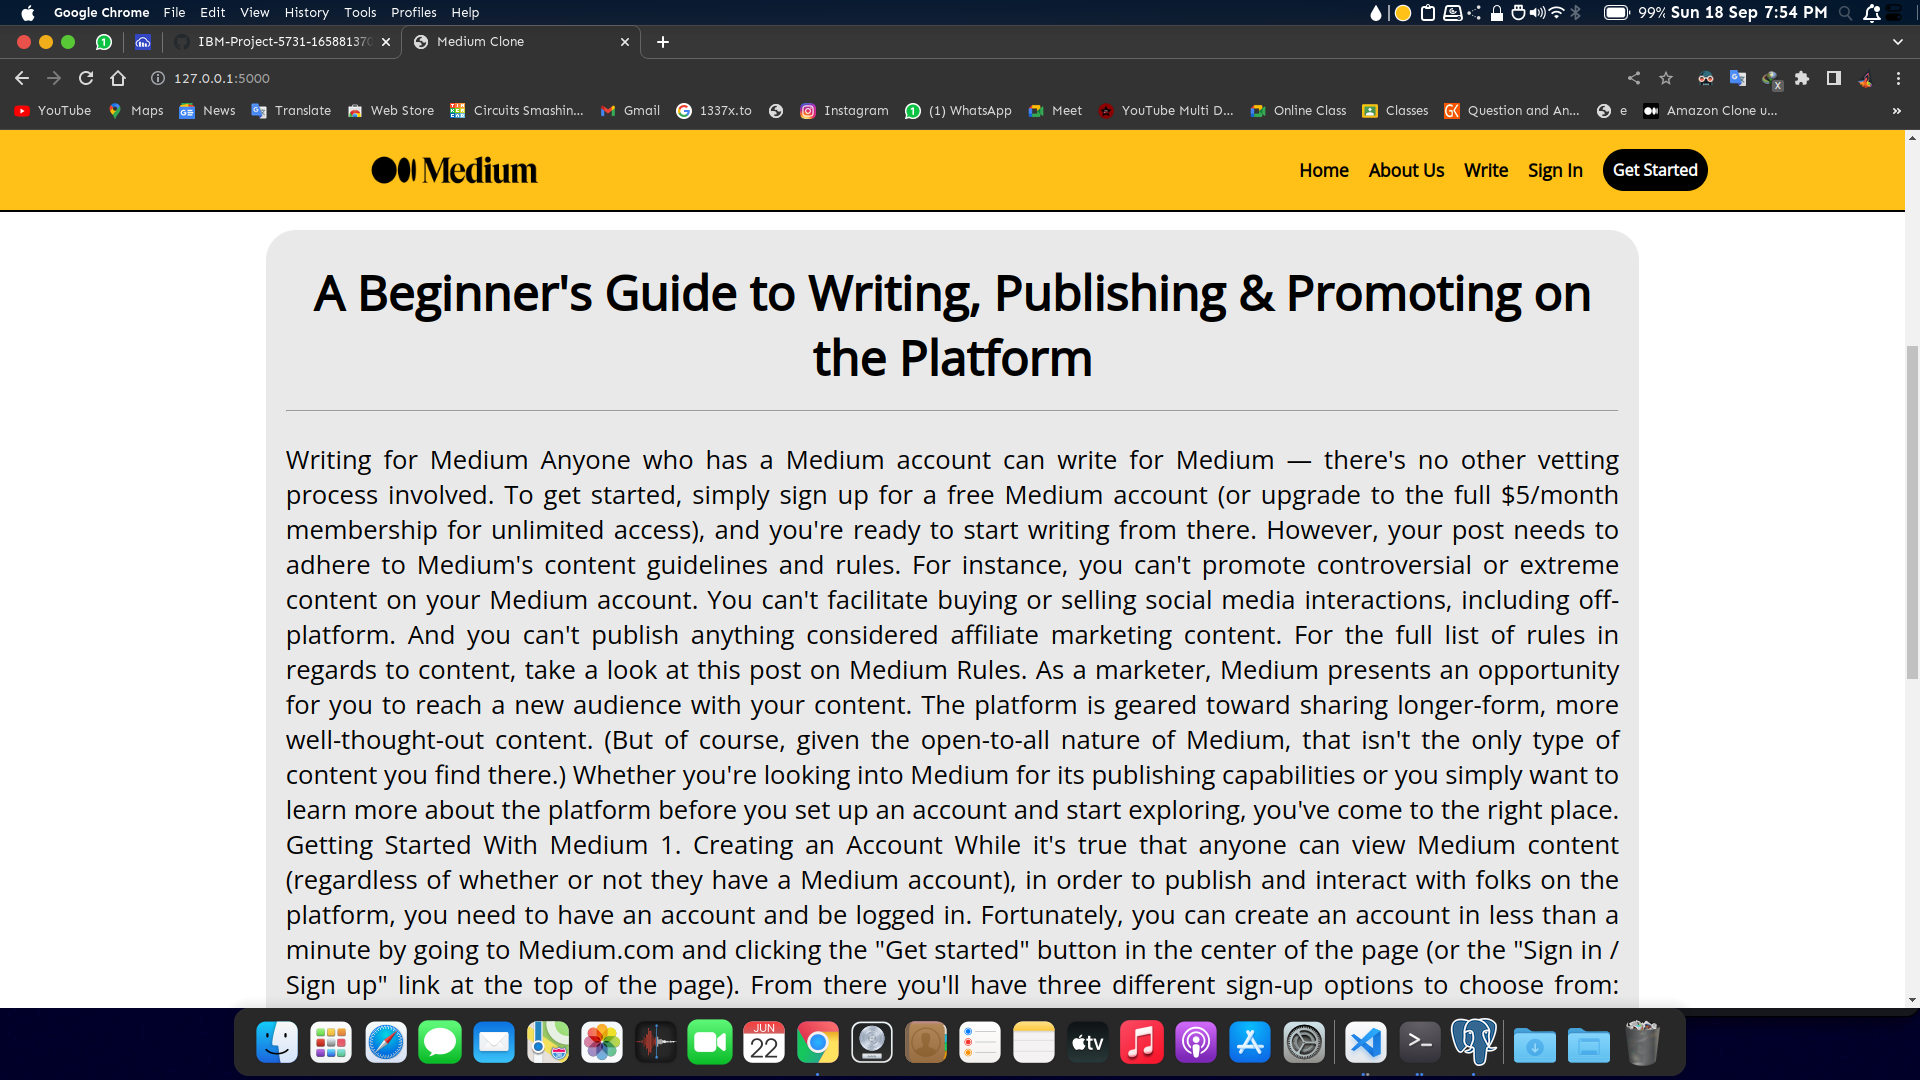 Google Chrome File Edit View History Tools Profiles Help 99% Sun 18 Sep 7:54 PM
IBM-Project-5731-165881370 Medium Clone
127.0.0.1:5000
YouTube Maps News Translate Web Store Circuits Smashin... Gmail 1337x.to Instagram (1) WhatsApp Meet YouTube Multi D... Online Class Classes Question and An... e Amazon Clone u... »
Medium Home About Us Write Sign In Get Started
A Beginner's Guide to Writing, Publishing & Promoting on
the Platform
Writing for Medium Anyone who has a Medium account can write for Medium — there's no other vetting
process involved. To get started, simply sign up for a free Medium account (or upgrade to the full $5/month
membership for unlimited access), and you're ready to start writing from there. However, your post needs to
adhere to Medium's content guidelines and rules. For instance, you can't promote controversial or extreme
content on your Medium account. You can't facilitate buying or selling social media interactions, including off-
platform. And you can't publish anything considered affiliate marketing content. For the full list of rules in
regards to content, take a look at this post on Medium Rules. As a marketer, Medium presents an opportunity
for you to reach a new audience with your content. The platform is geared toward sharing longer-form, more
well-thought-out content. (But of course, given the open-to-all nature of Medium, that isn't the only type of
content you find there.) Whether you're looking into Medium for its publishing capabilities or you simply want to
learn more about the platform before you set up an account and start exploring, you've come to the right place.
Getting Started With Medium 1. Creating an Account While it's true that anyone can view Medium content
(regardless of whether or not they have a Medium account), in order to publish and interact with folks on the
platform, you need to have an account and be logged in. Fortunately, you can create an account in less than a
minute by going to Medium.com and clicking the "Get started" button in the center of the page (or the "Sign in /
Sign up" link at the top of the page). From there you'll have three different sign-up options to choose from:
JUN
22
tv